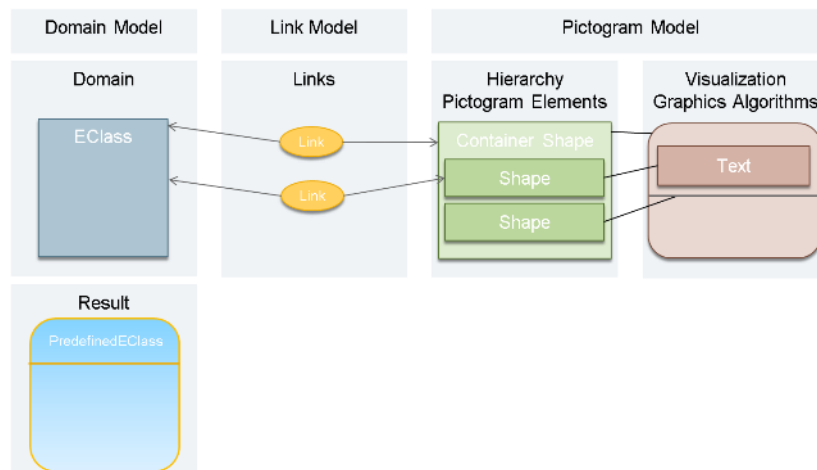 Domain Model
Link Model
Pictogram Model
Domain
Links
Hierarchy
Pictogram Elements
Visualization
Graphics Algorithms
EClass
Link
Link
Container Shape
Shape
Shape
Text
Result
PredefinedEClass